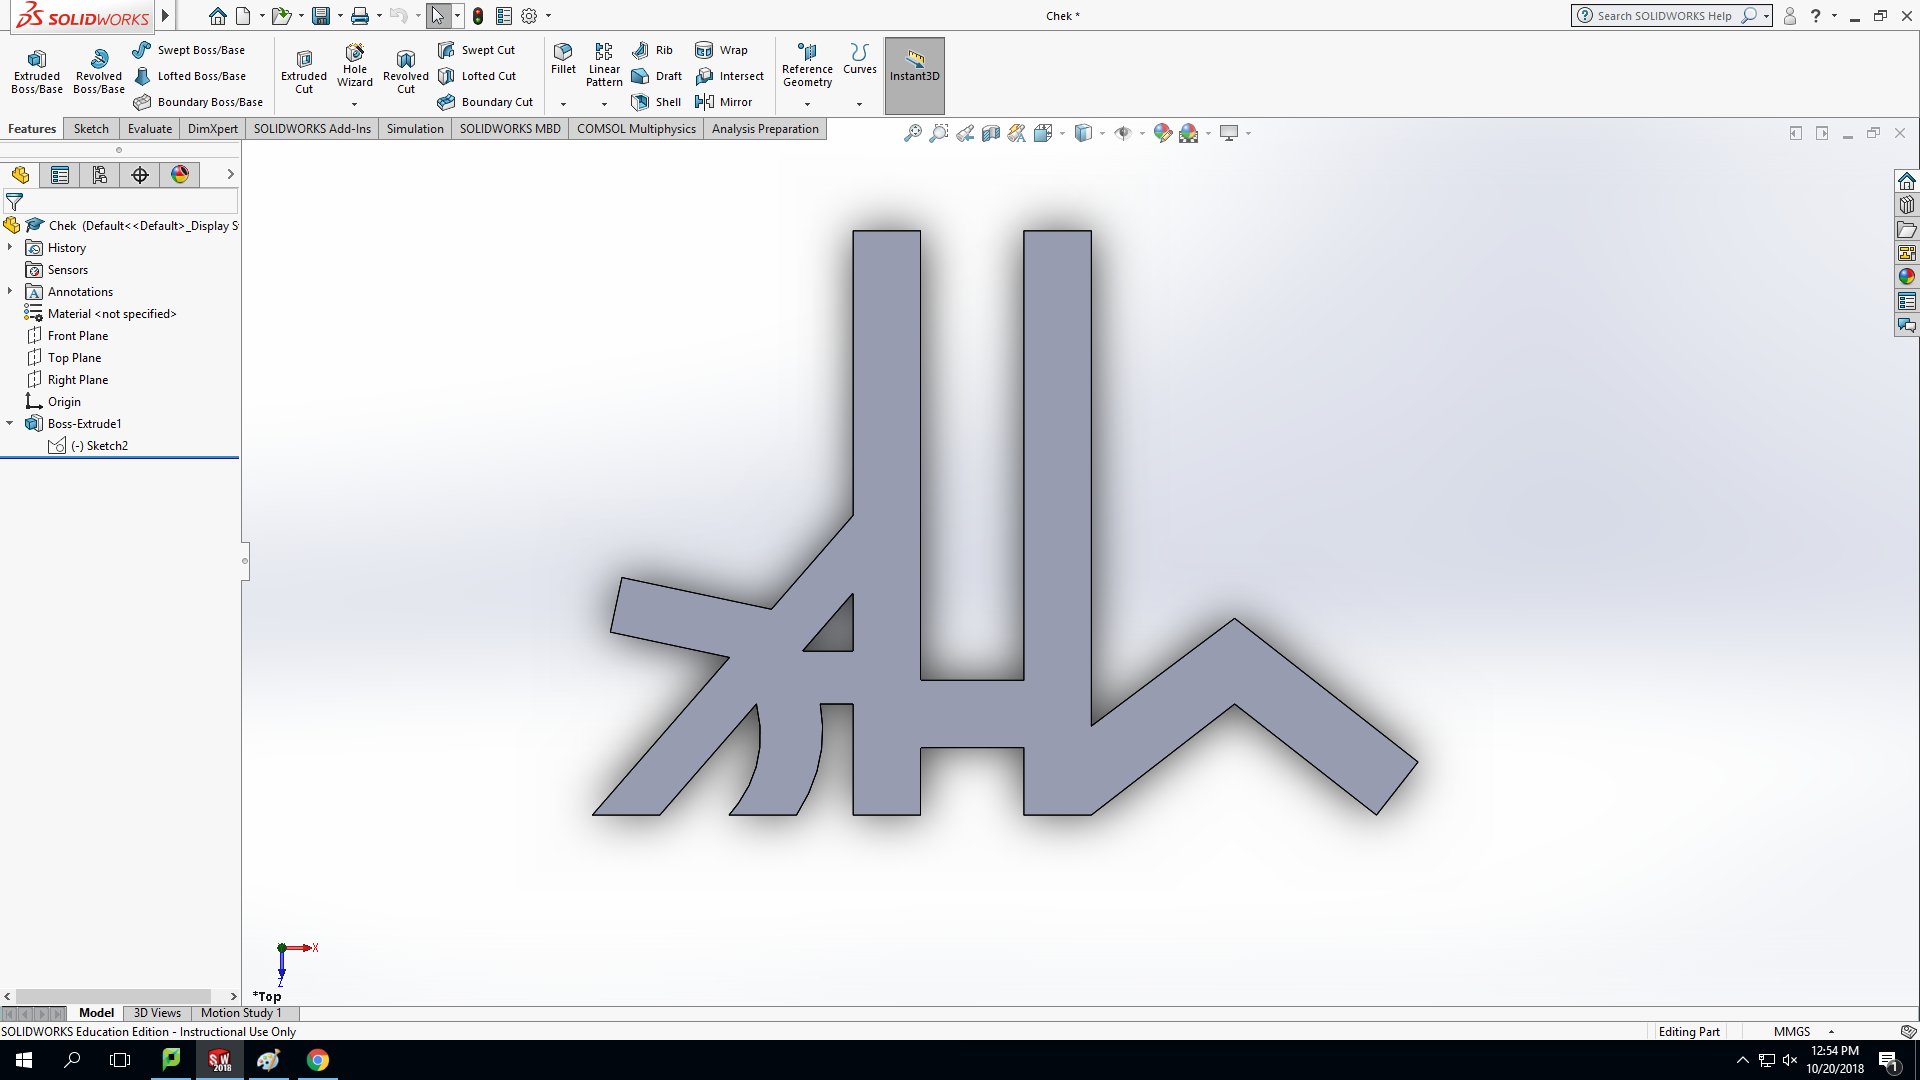 SOLIDWORKS
Chek *
Search SOLIDWORKS Help
Extruded Boss/Base
Revolved Boss/Base
Swept Boss/Base
Lofted Boss/Base
Boundary Boss/Base
Extruded Cut
Hole Wizard
Revolved Cut
Swept Cut
Lofted Cut
Boundary Cut
Fillet
Linear Pattern
Rib
Draft
Shell
Wrap
Intersect
Mirror
Reference Geometry
Curves
Instant3D
Features
Sketch
Evaluate
DimXpert
SOLIDWORKS Add-Ins
Simulation
SOLIDWORKS MBD
COMSOL Multiphysics
Analysis Preparation
Chek (Default<<Default>_Display S
History
Sensors
Annotations
Material <not specified>
Front Plane
Top Plane
Right Plane
Origin
Boss-Extrude1
(-) Sketch2
X
Z
*Top
Model
3D Views
Motion Study 1
SOLIDWORKS Education Edition - Instructional Use Only
Editing Part
MMGS
SW 2018
12:54 PM
10/20/2018
1